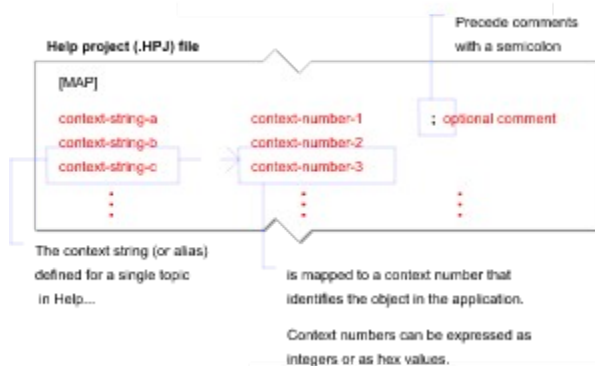 Precede comments
with a semicolon
Help project (.HPJ) file
[MAP]
context-string-a context-number-1 ; optional comment
context-string-b context-number-2
context-string-c context-number-3
The context string (or alias)
defined for a single topic
in Help...
is mapped to a context number that
identifies the object in the application.
Context numbers can be expressed as
integers or as hex values.